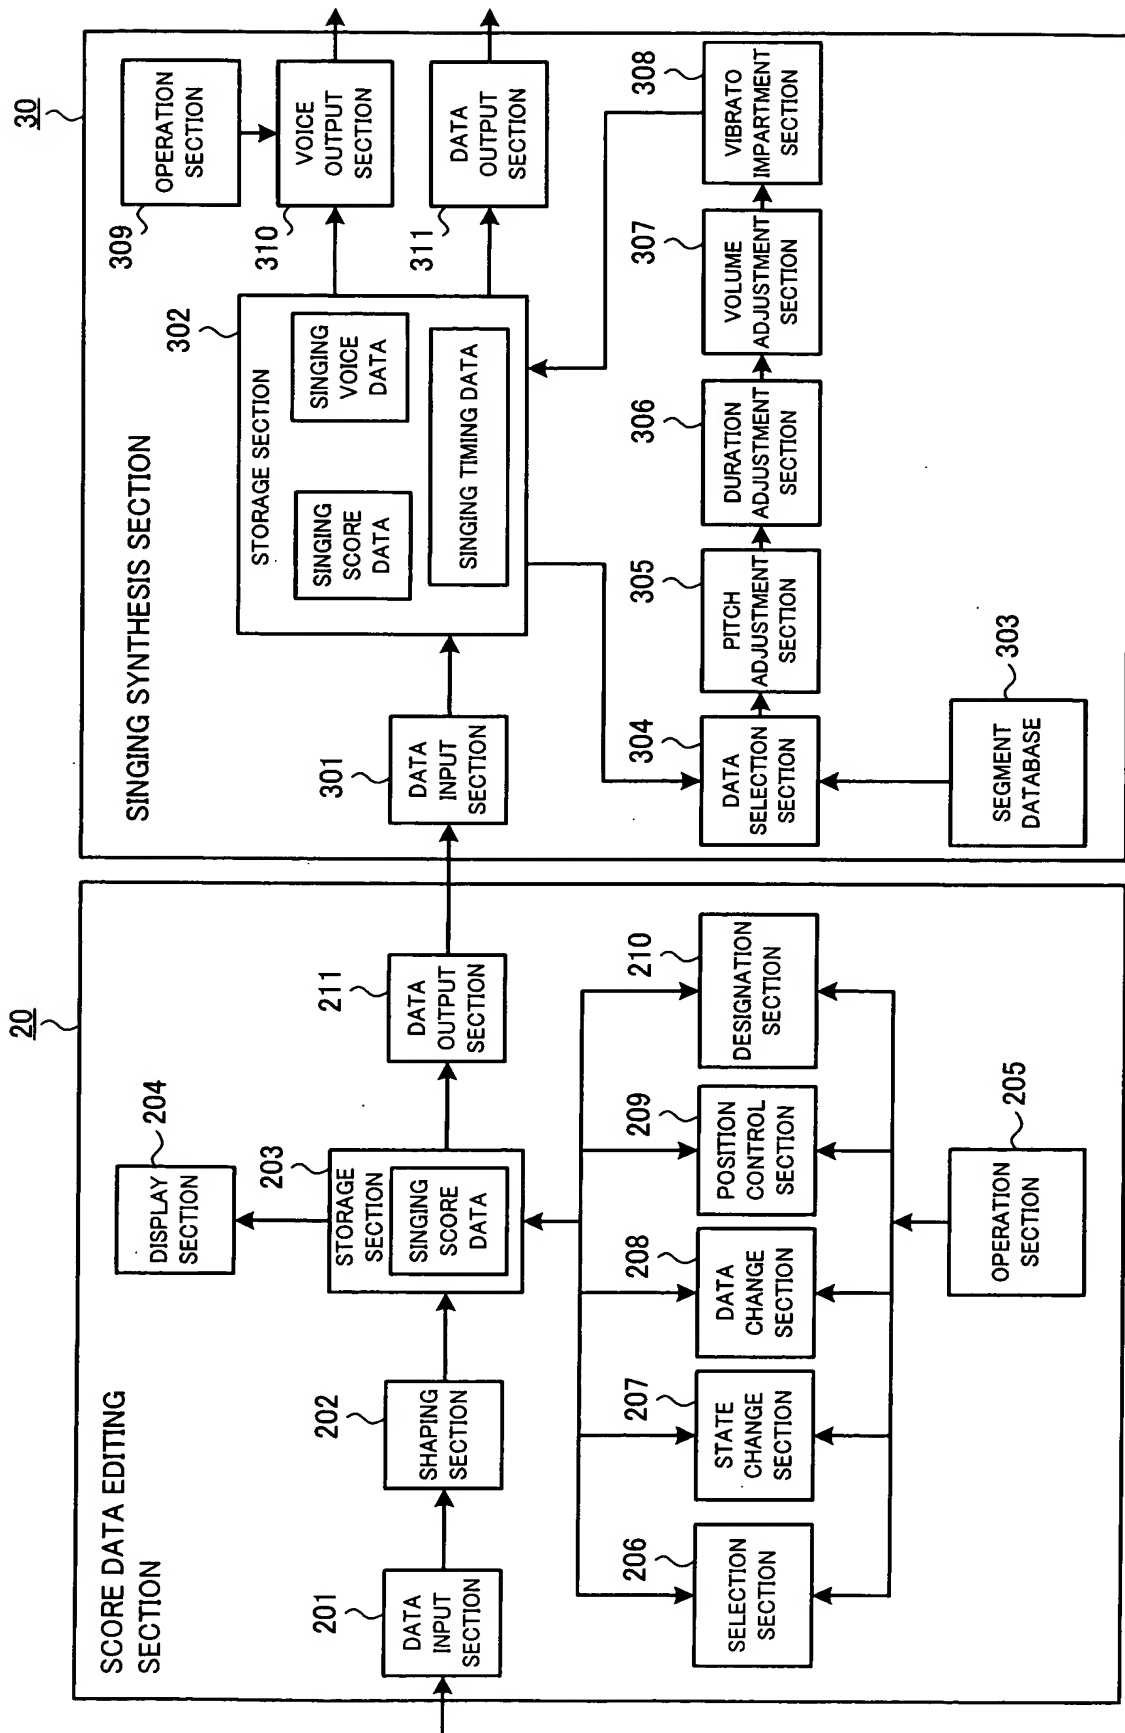 20
SCORE DATA EDITING
SECTION
201
DATA
INPUT
SECTION
202
SHAPING
SECTION
203
STORAGE
SECTION
SINGING
SCORE
DATA
204
DISPLAY
SECTION
211
DATA
OUTPUT
SECTION
206
SELECTION
SECTION
207
STATE
CHANGE
SECTION
208
DATA
CHANGE
SECTION
209
POSITION
CONTROL
SECTION
210
DESIGNATION
SECTION
205
OPERATION
SECTION
30
SINGING SYNTHESIS SECTION
301
DATA
INPUT
SECTION
302
STORAGE SECTION
SINGING
SCORE
DATA
SINGING
VOICE
DATA
SINGING TIMING DATA
309
OPERATION
SECTION
310
VOICE
OUTPUT
SECTION
311
DATA
OUTPUT
SECTION
304
DATA
SELECTION
SECTION
305
PITCH
ADJUSTMENT
SECTION
306
DURATION
ADJUSTMENT
SECTION
307
VOLUME
ADJUSTMENT
SECTION
308
VIBRATO
IMPARTMENT
SECTION
303
SEGMENT
DATABASE